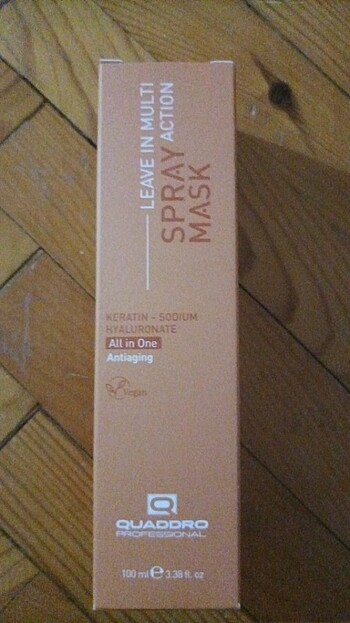 LEAVE IN MULTI
ACTION
SPRAY
MASK
KERATIN – SODIUM
HYALURONATE
All in One
Antiaging
Vegan
QUADDRO
PROFESSIONAL
100 ml ℮ 3.38 fl. oz